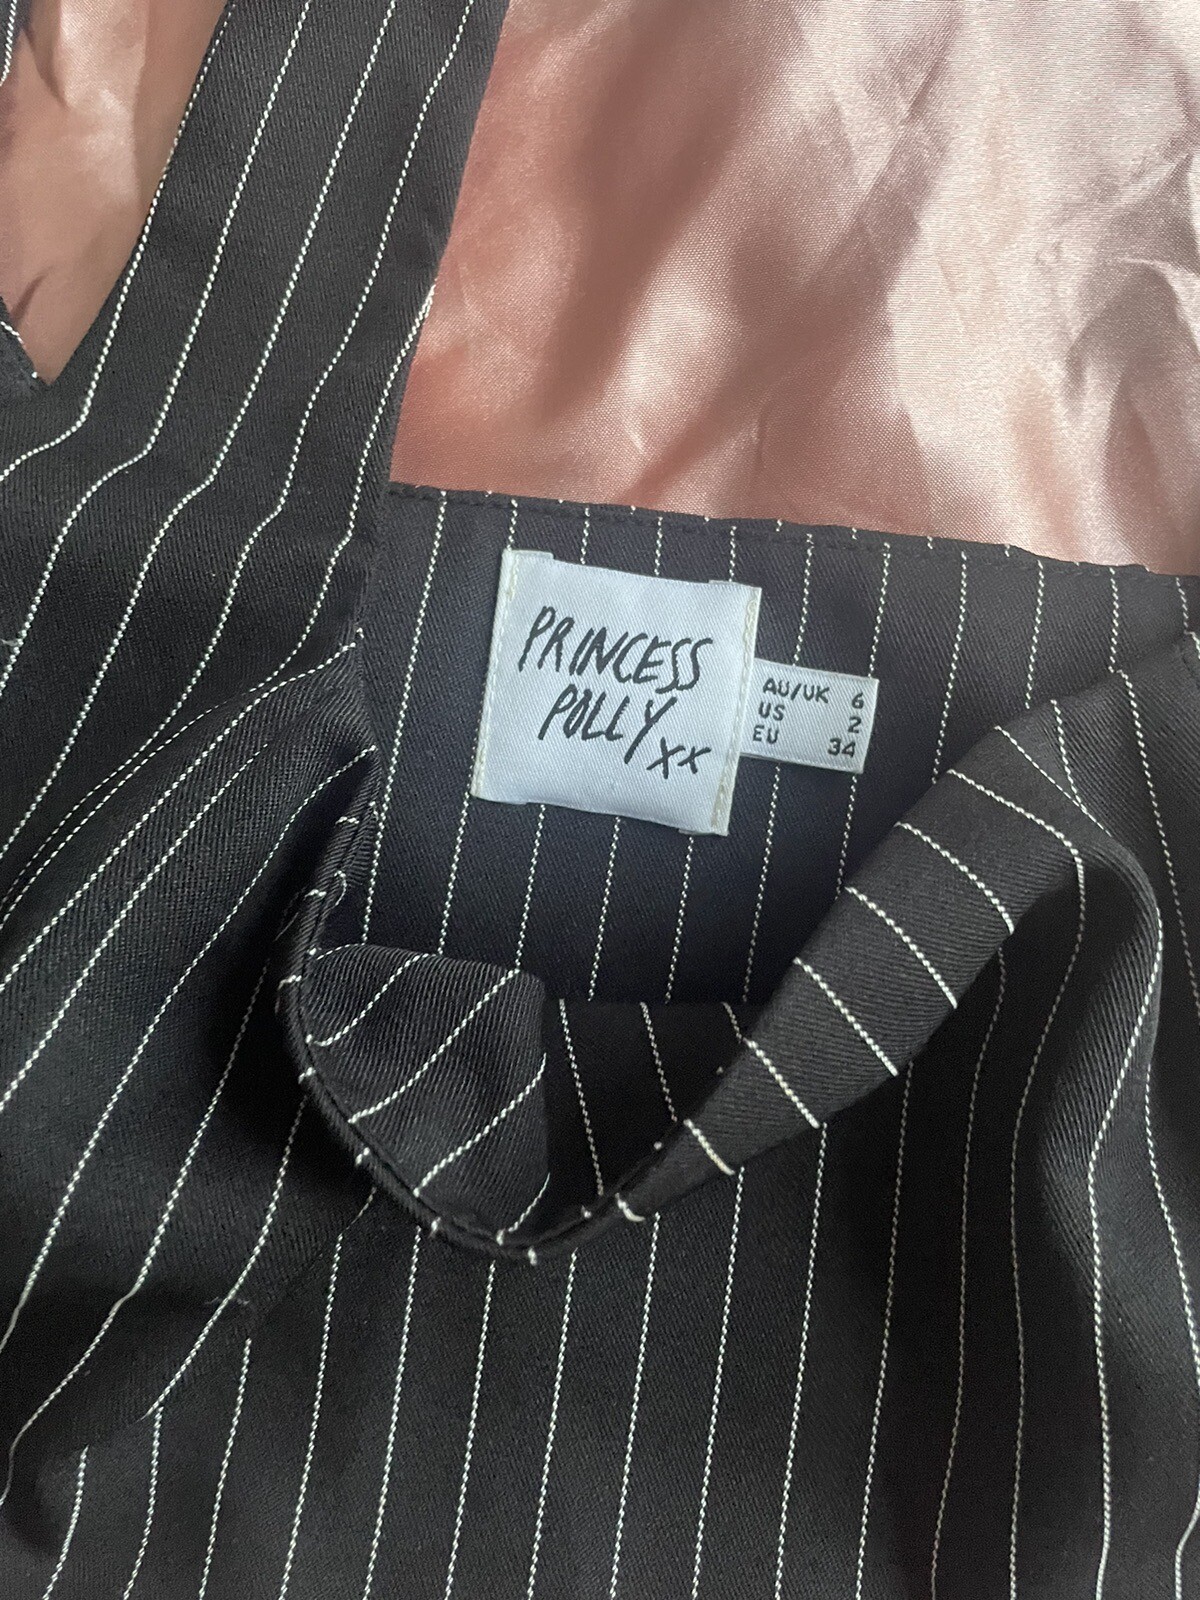 PRINCESS
POLLY xx
AU/UK 6
US 2
EU 34